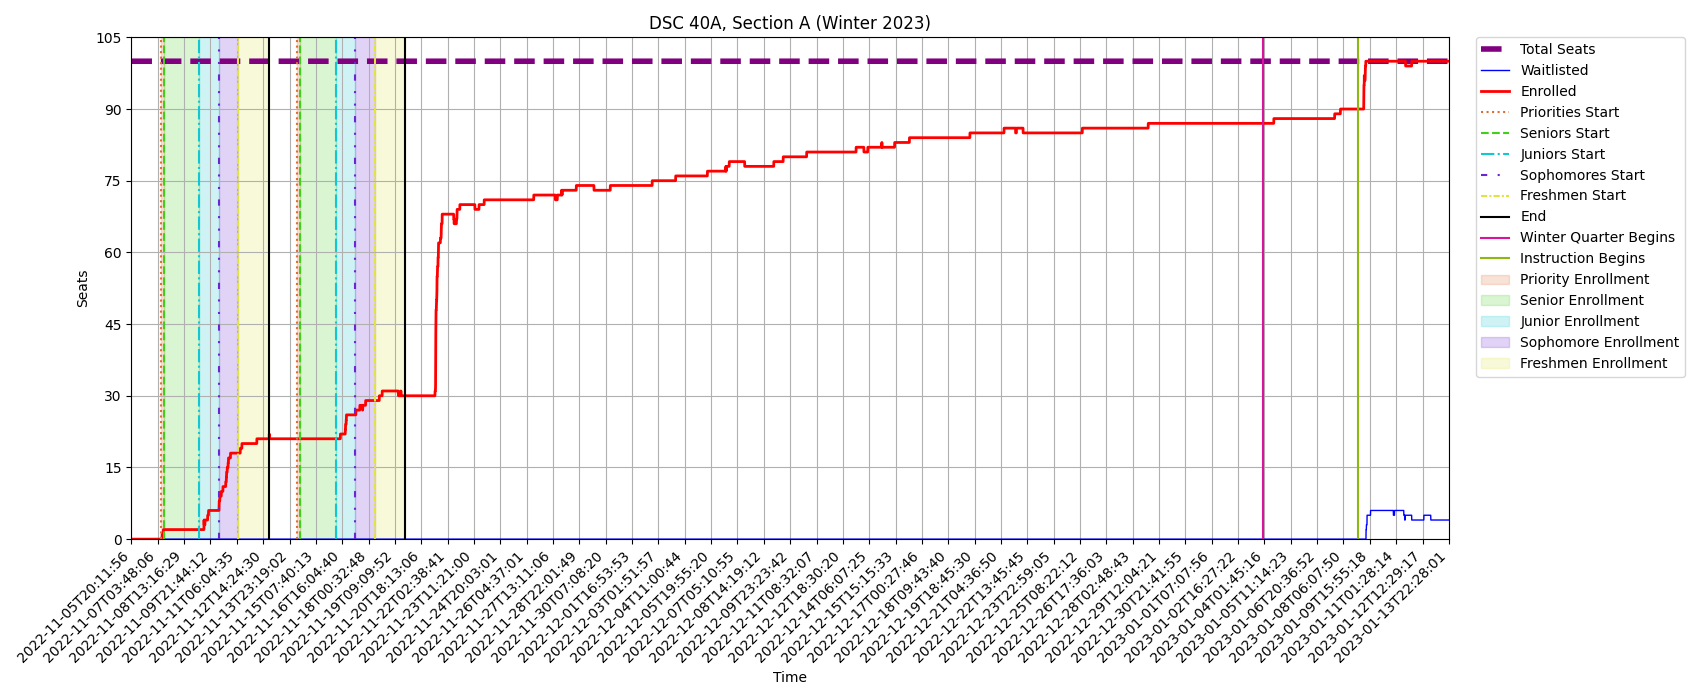 DSC 40A, Section A (Winter 2023)
105
90
75
60
45
30
15
0
Seats
2022-11-05T20:11:56
2022-11-07T03:48:06
2022-11-08T13:16:29
2022-11-09T21:44:12
2022-11-11T06:04:35
2022-11-12T14:24:30
2022-11-13T23:19:02
2022-11-15T07:40:13
2022-11-16T16:04:40
2022-11-18T00:32:48
2022-11-19T09:09:52
2022-11-20T18:13:06
2022-11-22T02:38:41
2022-11-23T11:21:00
2022-11-24T20:03:01
2022-11-26T04:37:01
2022-11-27T13:11:06
2022-11-28T22:01:49
2022-11-30T07:08:20
2022-12-01T16:53:53
2022-12-03T01:51:57
2022-12-04T11:00:44
2022-12-05T19:55:20
2022-12-07T05:10:55
2022-12-08T14:19:12
2022-12-09T23:23:42
2022-12-11T08:32:07
2022-12-12T18:30:20
2022-12-14T06:07:25
2022-12-15T15:15:33
2022-12-17T00:27:46
2022-12-18T09:43:40
2022-12-19T18:45:30
2022-12-21T04:36:50
2022-12-22T13:45:45
2022-12-23T22:59:05
2022-12-25T08:22:12
2022-12-26T17:36:03
2022-12-28T02:48:43
2022-12-29T12:04:21
2022-12-30T21:41:55
2023-01-01T07:07:56
2023-01-02T16:27:22
2023-01-04T01:45:16
2023-01-05T11:14:23
2023-01-06T20:36:52
2023-01-08T06:07:50
2023-01-09T15:55:18
2023-01-11T01:28:14
2023-01-12T12:29:17
2023-01-13T22:28:01
Time
Total Seats
Waitlisted
Enrolled
Priorities Start
Seniors Start
Juniors Start
Sophomores Start
Freshmen Start
End
Winter Quarter Begins
Instruction Begins
Priority Enrollment
Senior Enrollment
Junior Enrollment
Sophomore Enrollment
Freshmen Enrollment